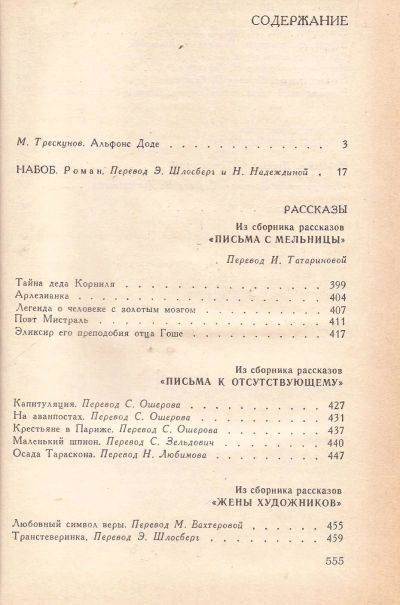 СОДЕРЖАНИЕ
М. Трескунов. Альфонс Доде . . . . . . . . . . . . . 3
НАБОБ. Роман. Перевод Э. Шлосберг и Н. Надеждиной . 17
РАССКАЗЫ
Из сборника рассказов
«ПИСЬМА С МЕЛЬНИЦЫ»
Перевод И. Татариновой
Тайна деда Корниля . . . . . . . . . . . . . 399
Арлезианка . . . . . . . . . . . . . 404
Легенда о человеке с золотым мозгом . . . . . . . . 407
Поэт Мистраль . . . . . . . . . . . . . 411
Эликсир его преподобия отца Гоше . . . . . . . . 417
Из сборника рассказов
«ПИСЬМА К ОТСУТСТВУЮЩЕМУ»
Капитуляция. Перевод С. Ошерова . . . . . . . . 427
На аванпостах. Перевод С. Ошерова . . . . . . . . 431
Крестьяне в Париже. Перевод С. Ошерова . . . . . . 437
Маленький шпион. Перевод С. Зельдович . . . . . . 440
Осада Тараскона. Перевод Н. Любимова . . . . . . 447
Из сборника рассказов
«ЖЕНЫ ХУДОЖНИКОВ»
Любовный символ веры. Перевод М. Вахтеровой . . . . 455
Транстеверинка. Перевод Э. Шлосберг . . . . . . 459
555